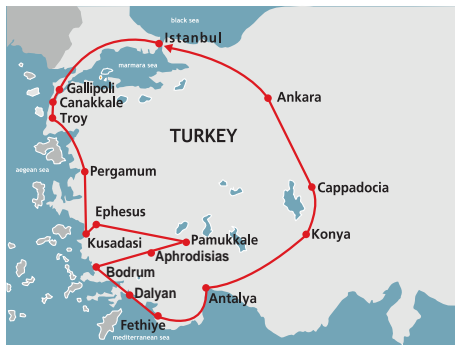 black sea
Istanbul
marmara sea
Gallipoli
Canakkale
Troy
Ankara
TURKEY
aegean sea
Pergamum
Cappadocia
Ephesus
Kusadasi
Pamukkale
Konya
Aphrodisias
Bodrum
Dalyan
Antalya
Fethiye
mediterranean sea